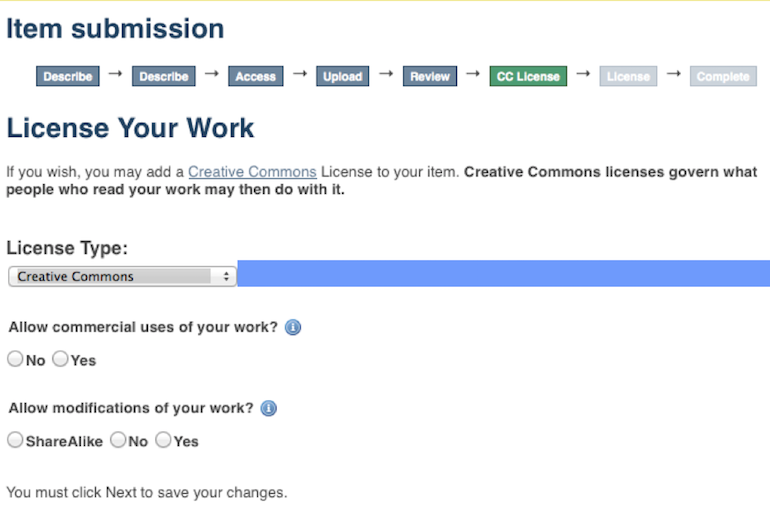 Item submission
Describe → Describe → Access → Upload → Review → CC License → License → Complete
License Your Work
If you wish, you may add a Creative Commons License to your item. Creative Commons licenses govern what
people who read your work may then do with it.
License Type:
Creative Commons
Allow commercial uses of your work?
No Yes
Allow modifications of your work?
ShareAlike No Yes
You must click Next to save your changes.